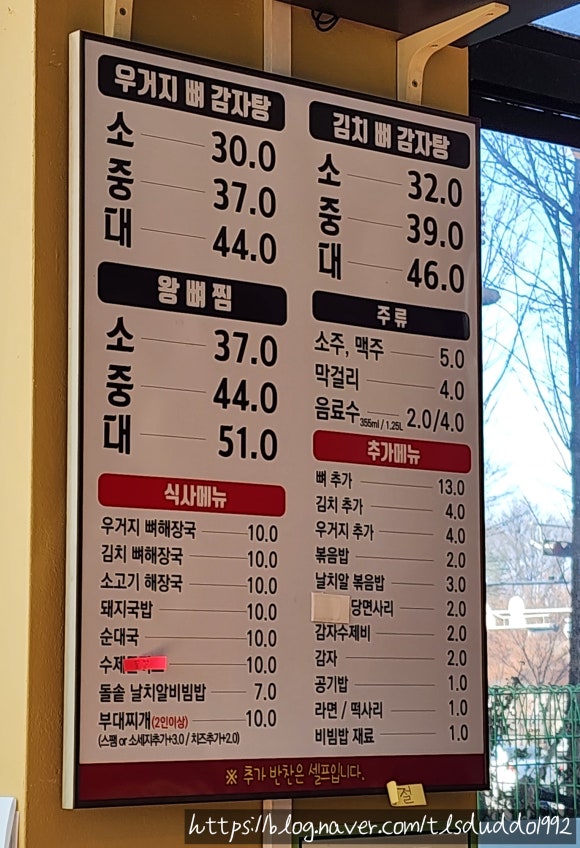 우거지 뼈 감자탕
소 30.0
중 37.0
대 44.0
왕 뼈 찜
소 37.0
중 44.0
대 51.0
식사메뉴
우거지 뼈해장국 10.0
김치 뼈해장국 10.0
소고기 해장국 10.0
돼지국밥 10.0
순대국 10.0
수제 10.0
돌솥 날치알비빔밥 7.0
부대찌개(2인이상) 10.0
(스팸 or 소세지추가+3.0 / 치즈추가+2.0)
김치 뼈 감자탕
소 32.0
중 39.0
대 46.0
주류
소주, 맥주 5.0
막걸리 4.0
음료수 355ml / 1.25L 2.0/4.0
추가메뉴
뼈 추가 13.0
김치 추가 4.0
우거지 추가 4.0
볶음밥 2.0
날치알 볶음밥 3.0
당면사리 2.0
감자수제비 2.0
감자 2.0
공기밥 1.0
라면 / 떡사리 1.0
비빔밥 재료 1.0
※ 추가 반찬은 셀프입니다.
절
https://blog.naver.com/tlsduddo1992